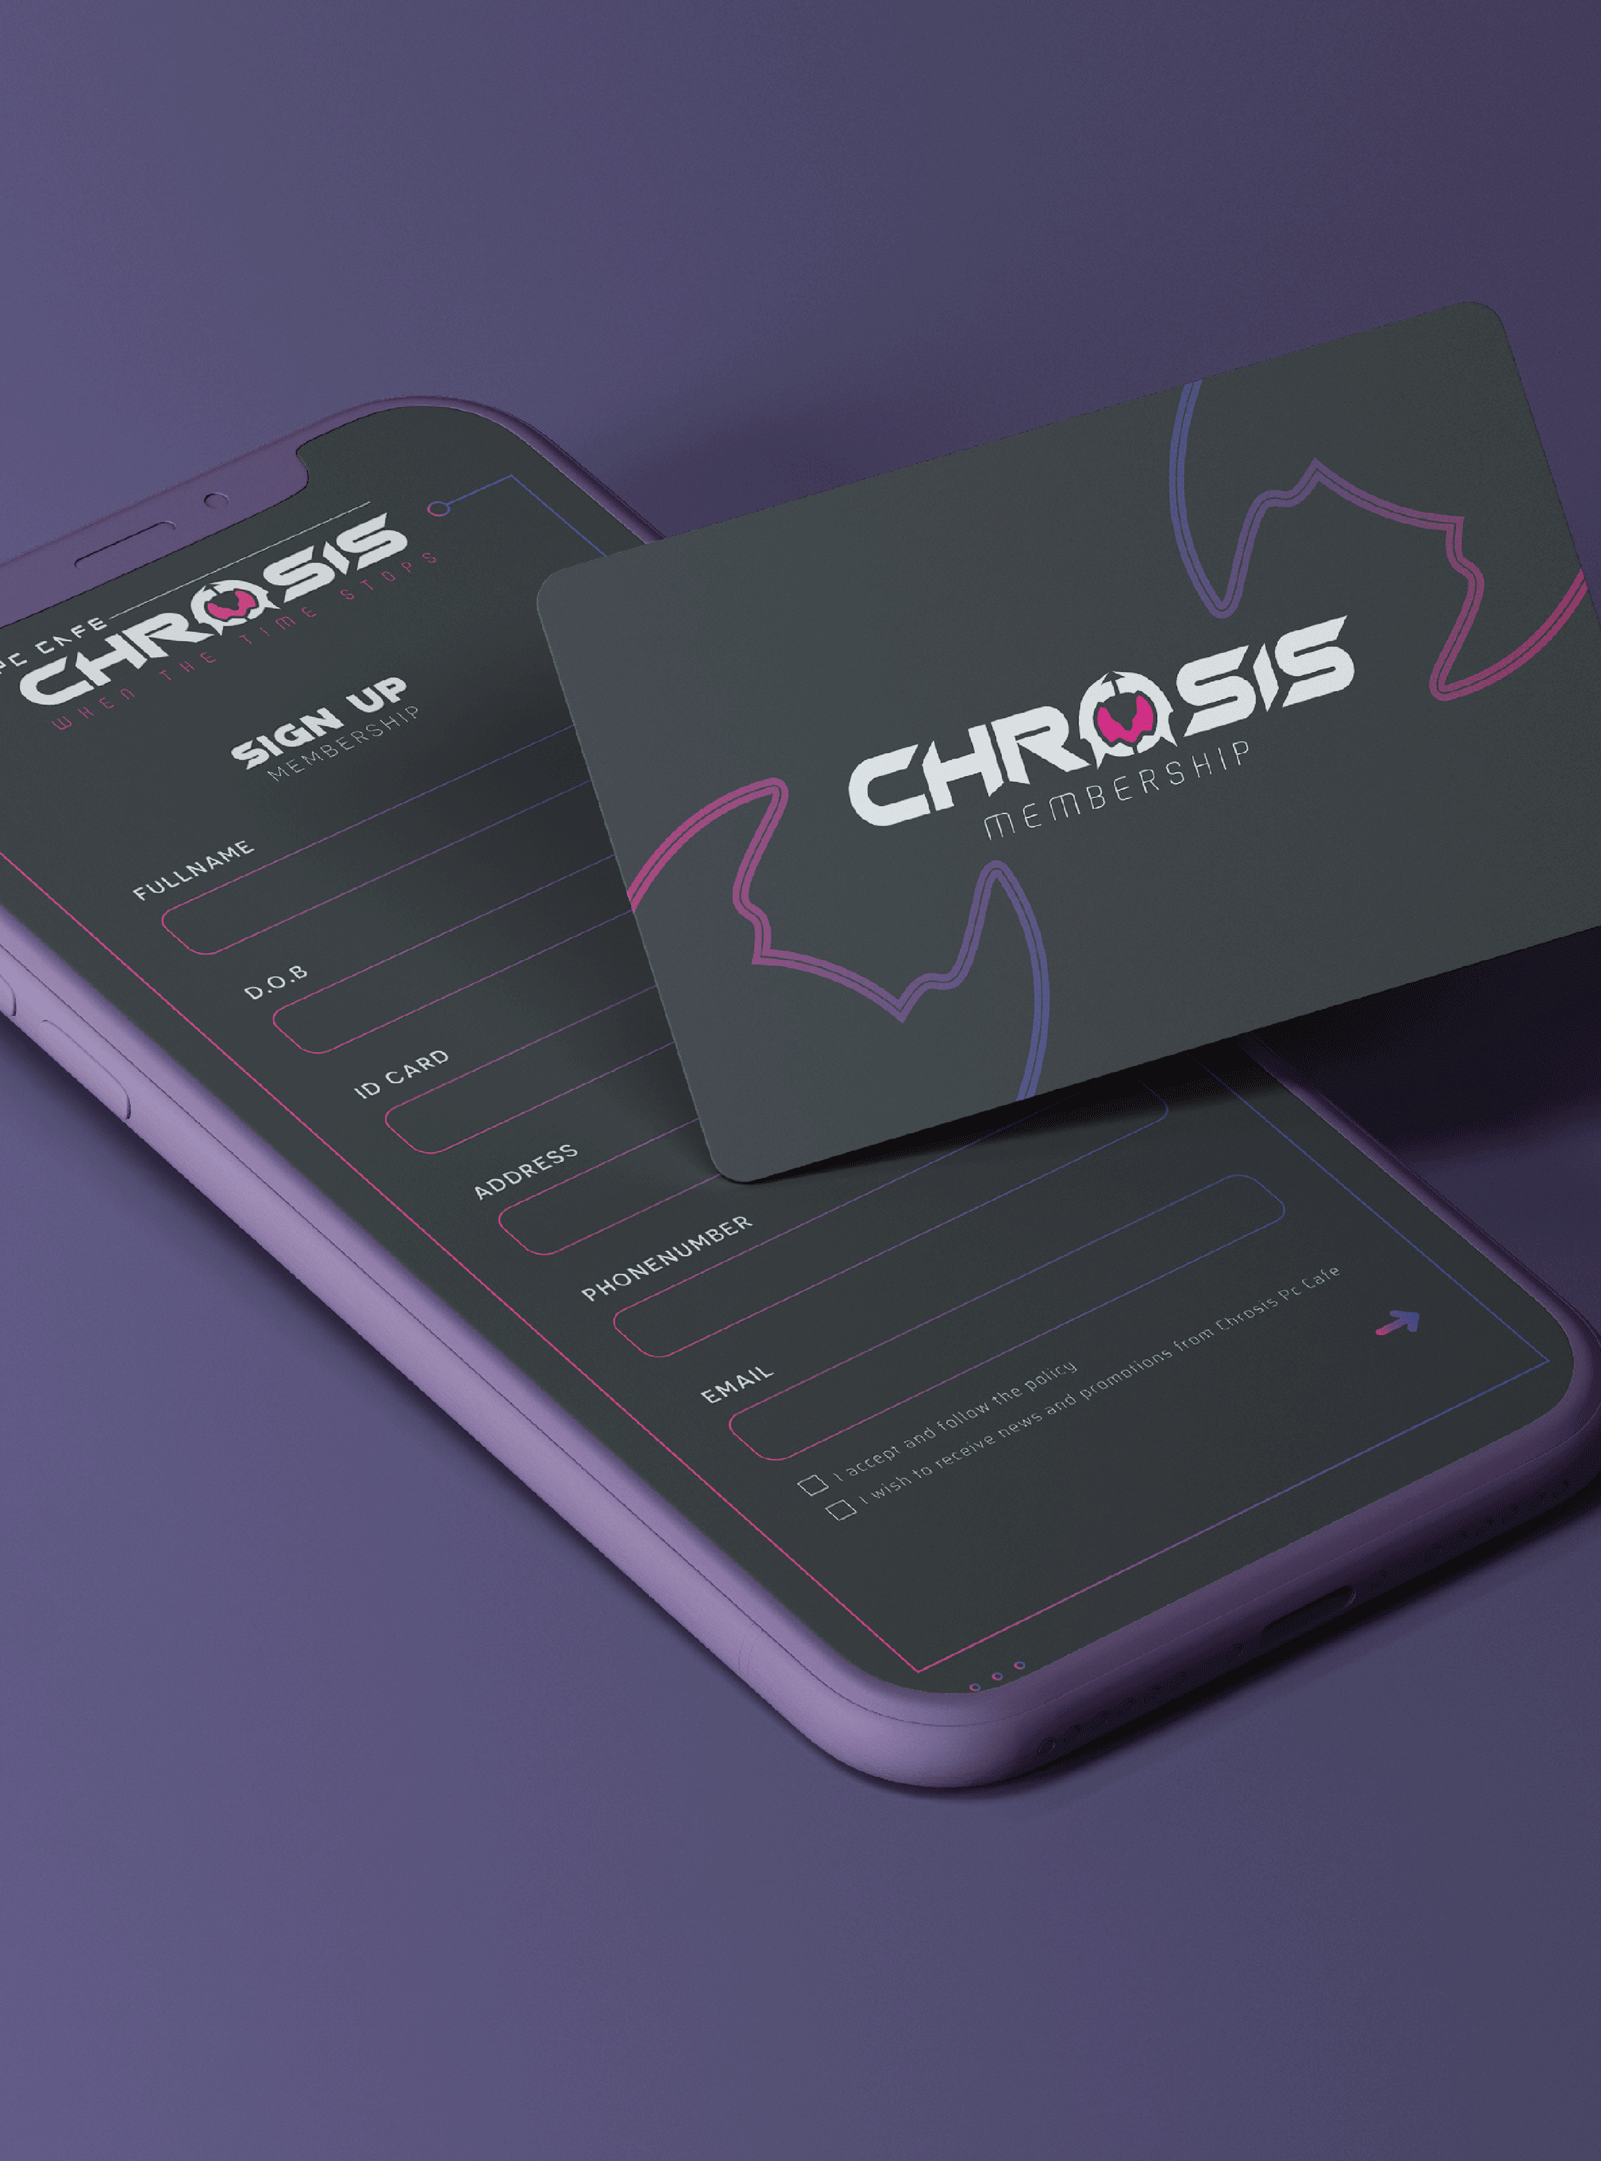 PC CAFE
CHROSIS
WHEN THE TIME STOPS
SIGN UP
MEMBERSHIP
FULLNAME
D.O.B
ID CARD
ADDRESS
PHONENUMBER
EMAIL
I accept and follow the policy
I wish to receive news and promotions from Chrosis Pc Cafe
CHROSIS
MEMBERSHIP